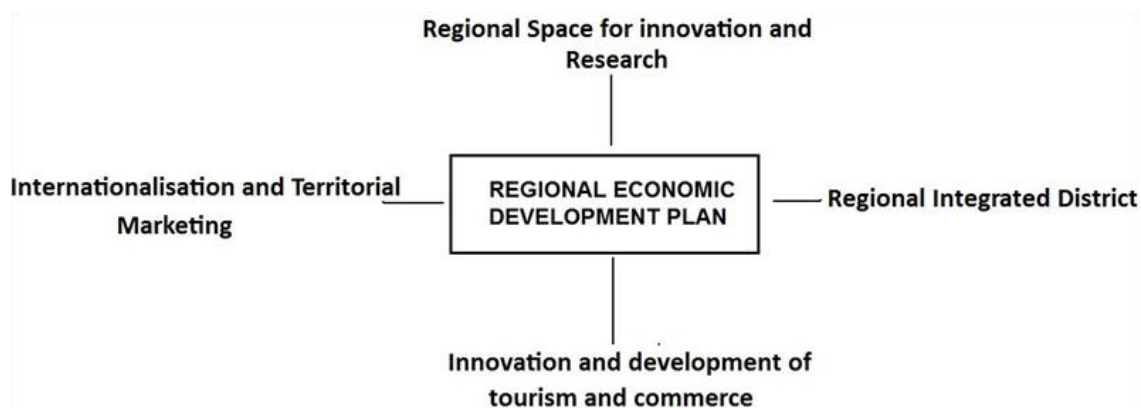 Regional Space for innovation and
Research
Internationalisation and Territorial
Marketing
REGIONAL ECONOMIC
DEVELOPMENT PLAN
Regional Integrated District
Innovation and development of
tourism and commerce